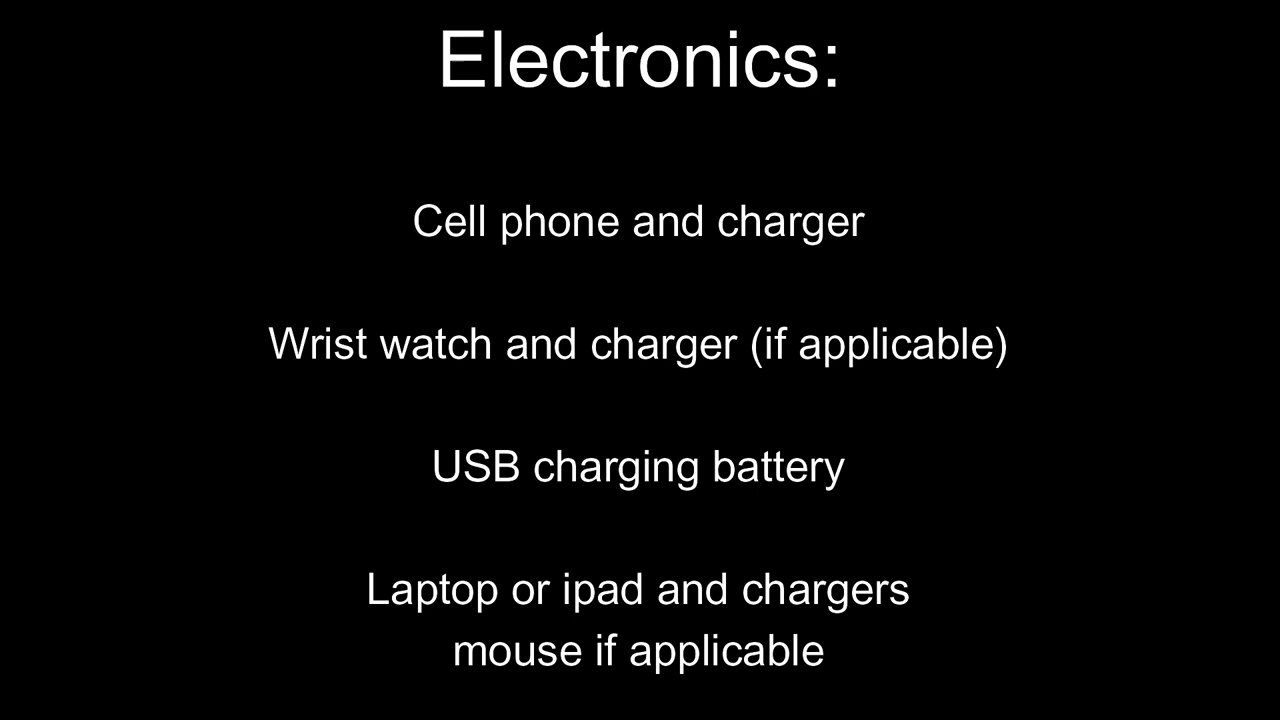 Electronics:
Cell phone and charger
Wrist watch and charger (if applicable)
USB charging battery
Laptop or ipad and chargers
mouse if applicable